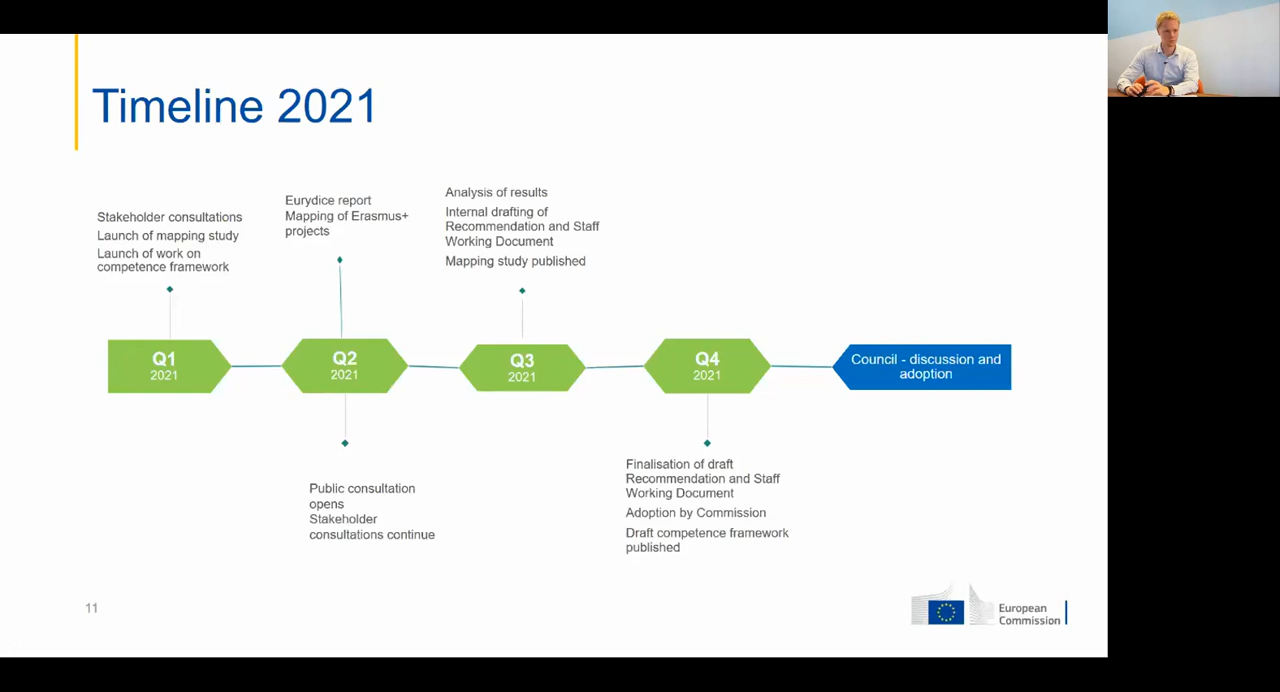 Timeline 2021
Stakeholder consultations
Launch of mapping study
Launch of work on
competence framework
Eurydice report
Mapping of Erasmus+
projects
Analysis of results
Internal drafting of
Recommendation and Staff
Working Document
Mapping study published
Q1
2021
Q2
2021
Q3
2021
Q4
2021
Council - discussion and
adoption
Public consultation
opens
Stakeholder
consultations continue
Finalisation of draft
Recommendation and Staff
Working Document
Adoption by Commission
Draft competence framework
published
11
European
Commission